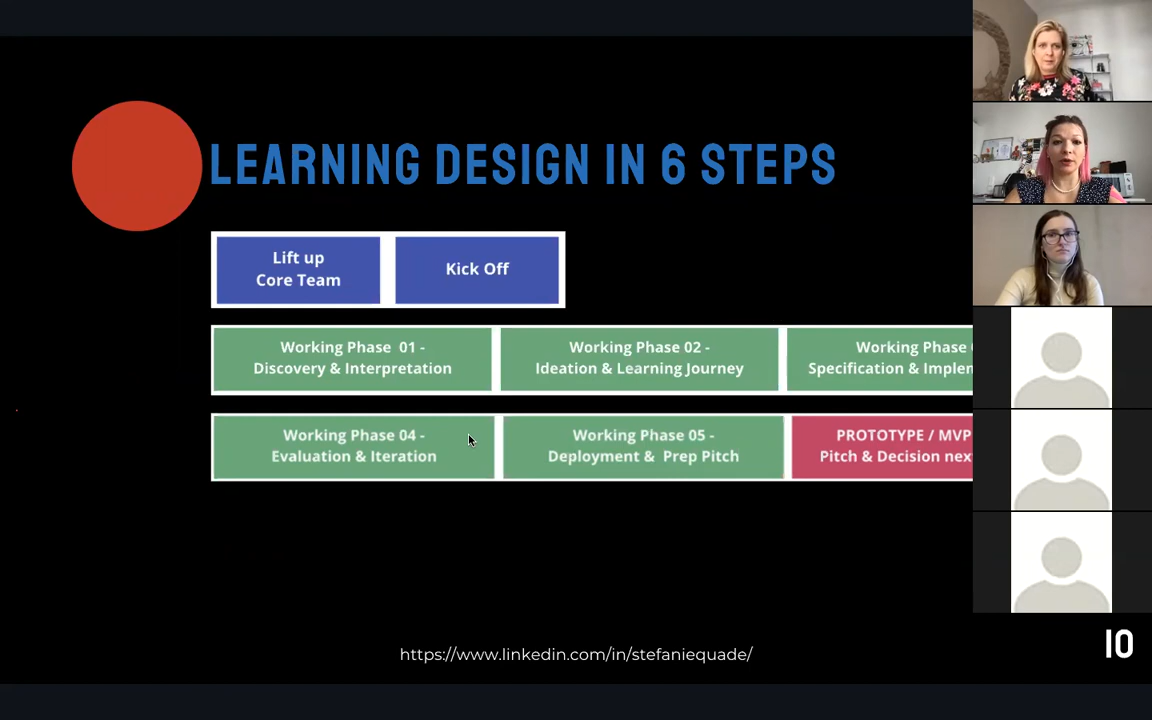 LEARNING DESIGN IN 6 STEPS
Lift up
Core Team
Kick Off
Working Phase 01 -
Discovery & Interpretation
Working Phase 02 -
Ideation & Learning Journey
Working Phase
Specification &
Working Phase 04 -
Evaluation & Iteration
Working Phase 05 -
Deployment & Prep Pitch
PROTOTYPE / MVP
Pitch & Decision
https://www.linkedin.com/in/stefaniequade/
10